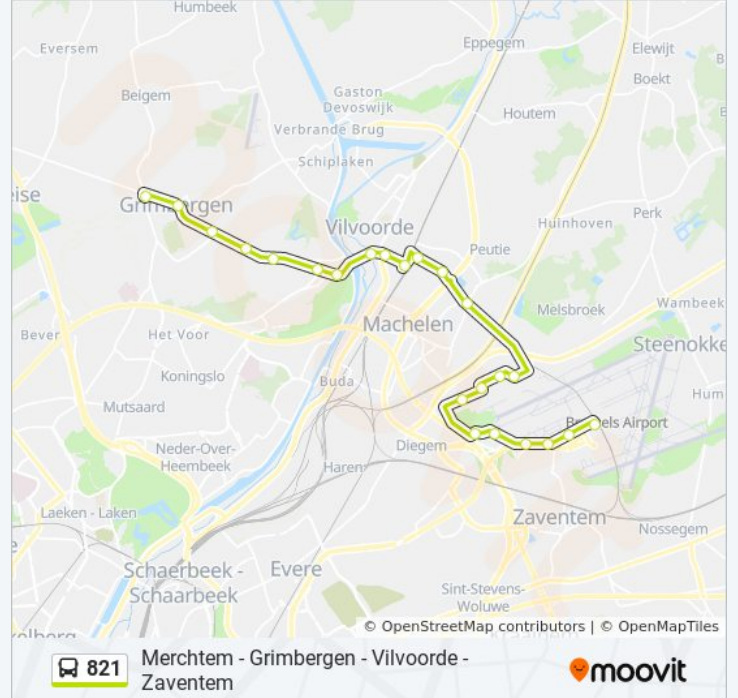 Humbeek
Eversem
Eppegem
Elewijt
B
Boekt
Beigem
Gaston
Devoswijk
Houtem
Verbrande Brug
Schiplaken
Grimbergen
Perk
Vilvoorde
Huinhoven
Peutie
Wambeek
Melsbroek
Machelen
Bever
Het Voor
Steenokke
Koningslo
Buda
Hum
Mutsaard
Brussels Airport
Diegem
Neder-Over-
Heembeek
Haren
Laeken - Laken
Zaventem
Nossegem
Schaerbeek -
Schaarbeek
Evere
Sint-Stevens-
Woluwe
© OpenStreetMap contributors | © OpenMapTiles
821
Merchtem - Grimbergen - Vilvoorde -
Zaventem
moovit